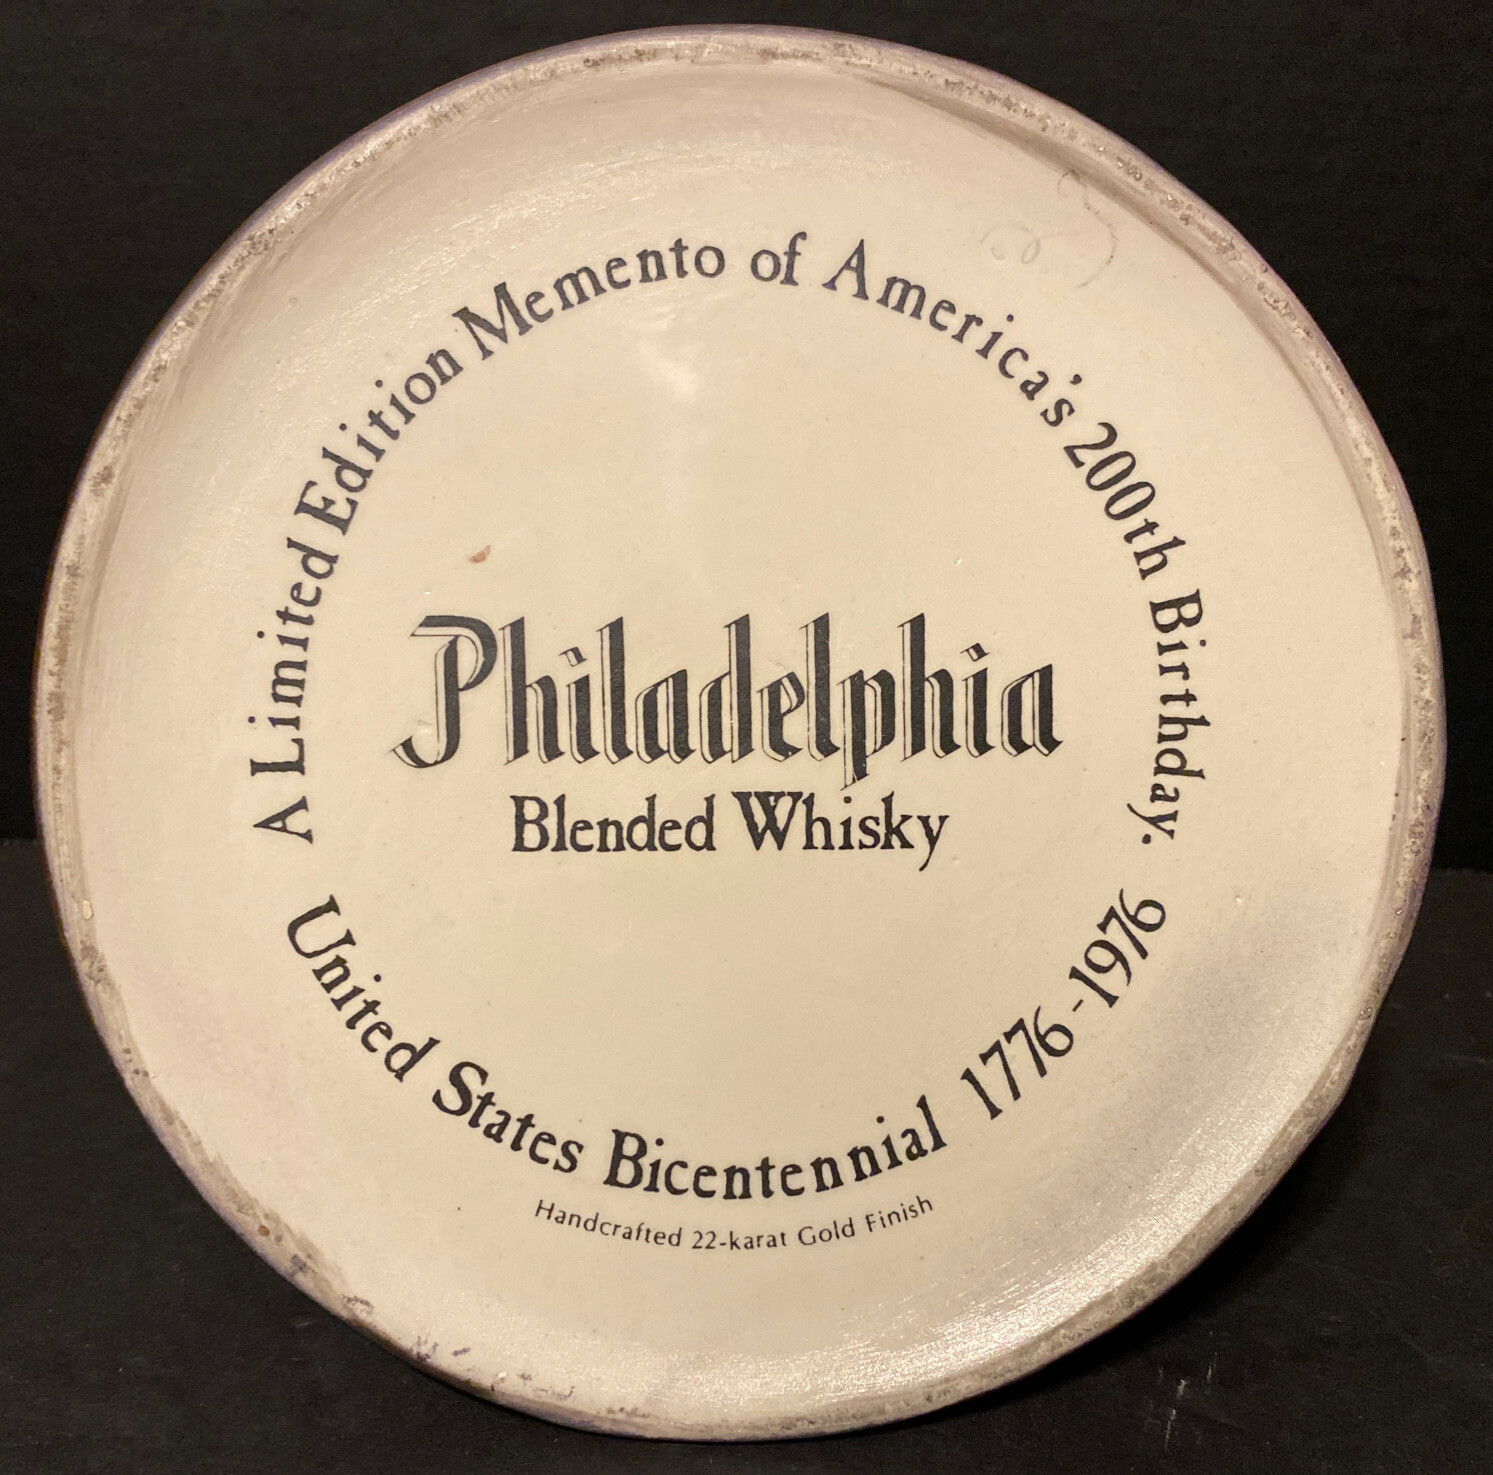 A Limited Edition Memento of America's 200th Birthday.
Philadelphia
Blended Whisky
United States Bicentennial 1776-1976
Handcrafted 22-karat Gold Finish